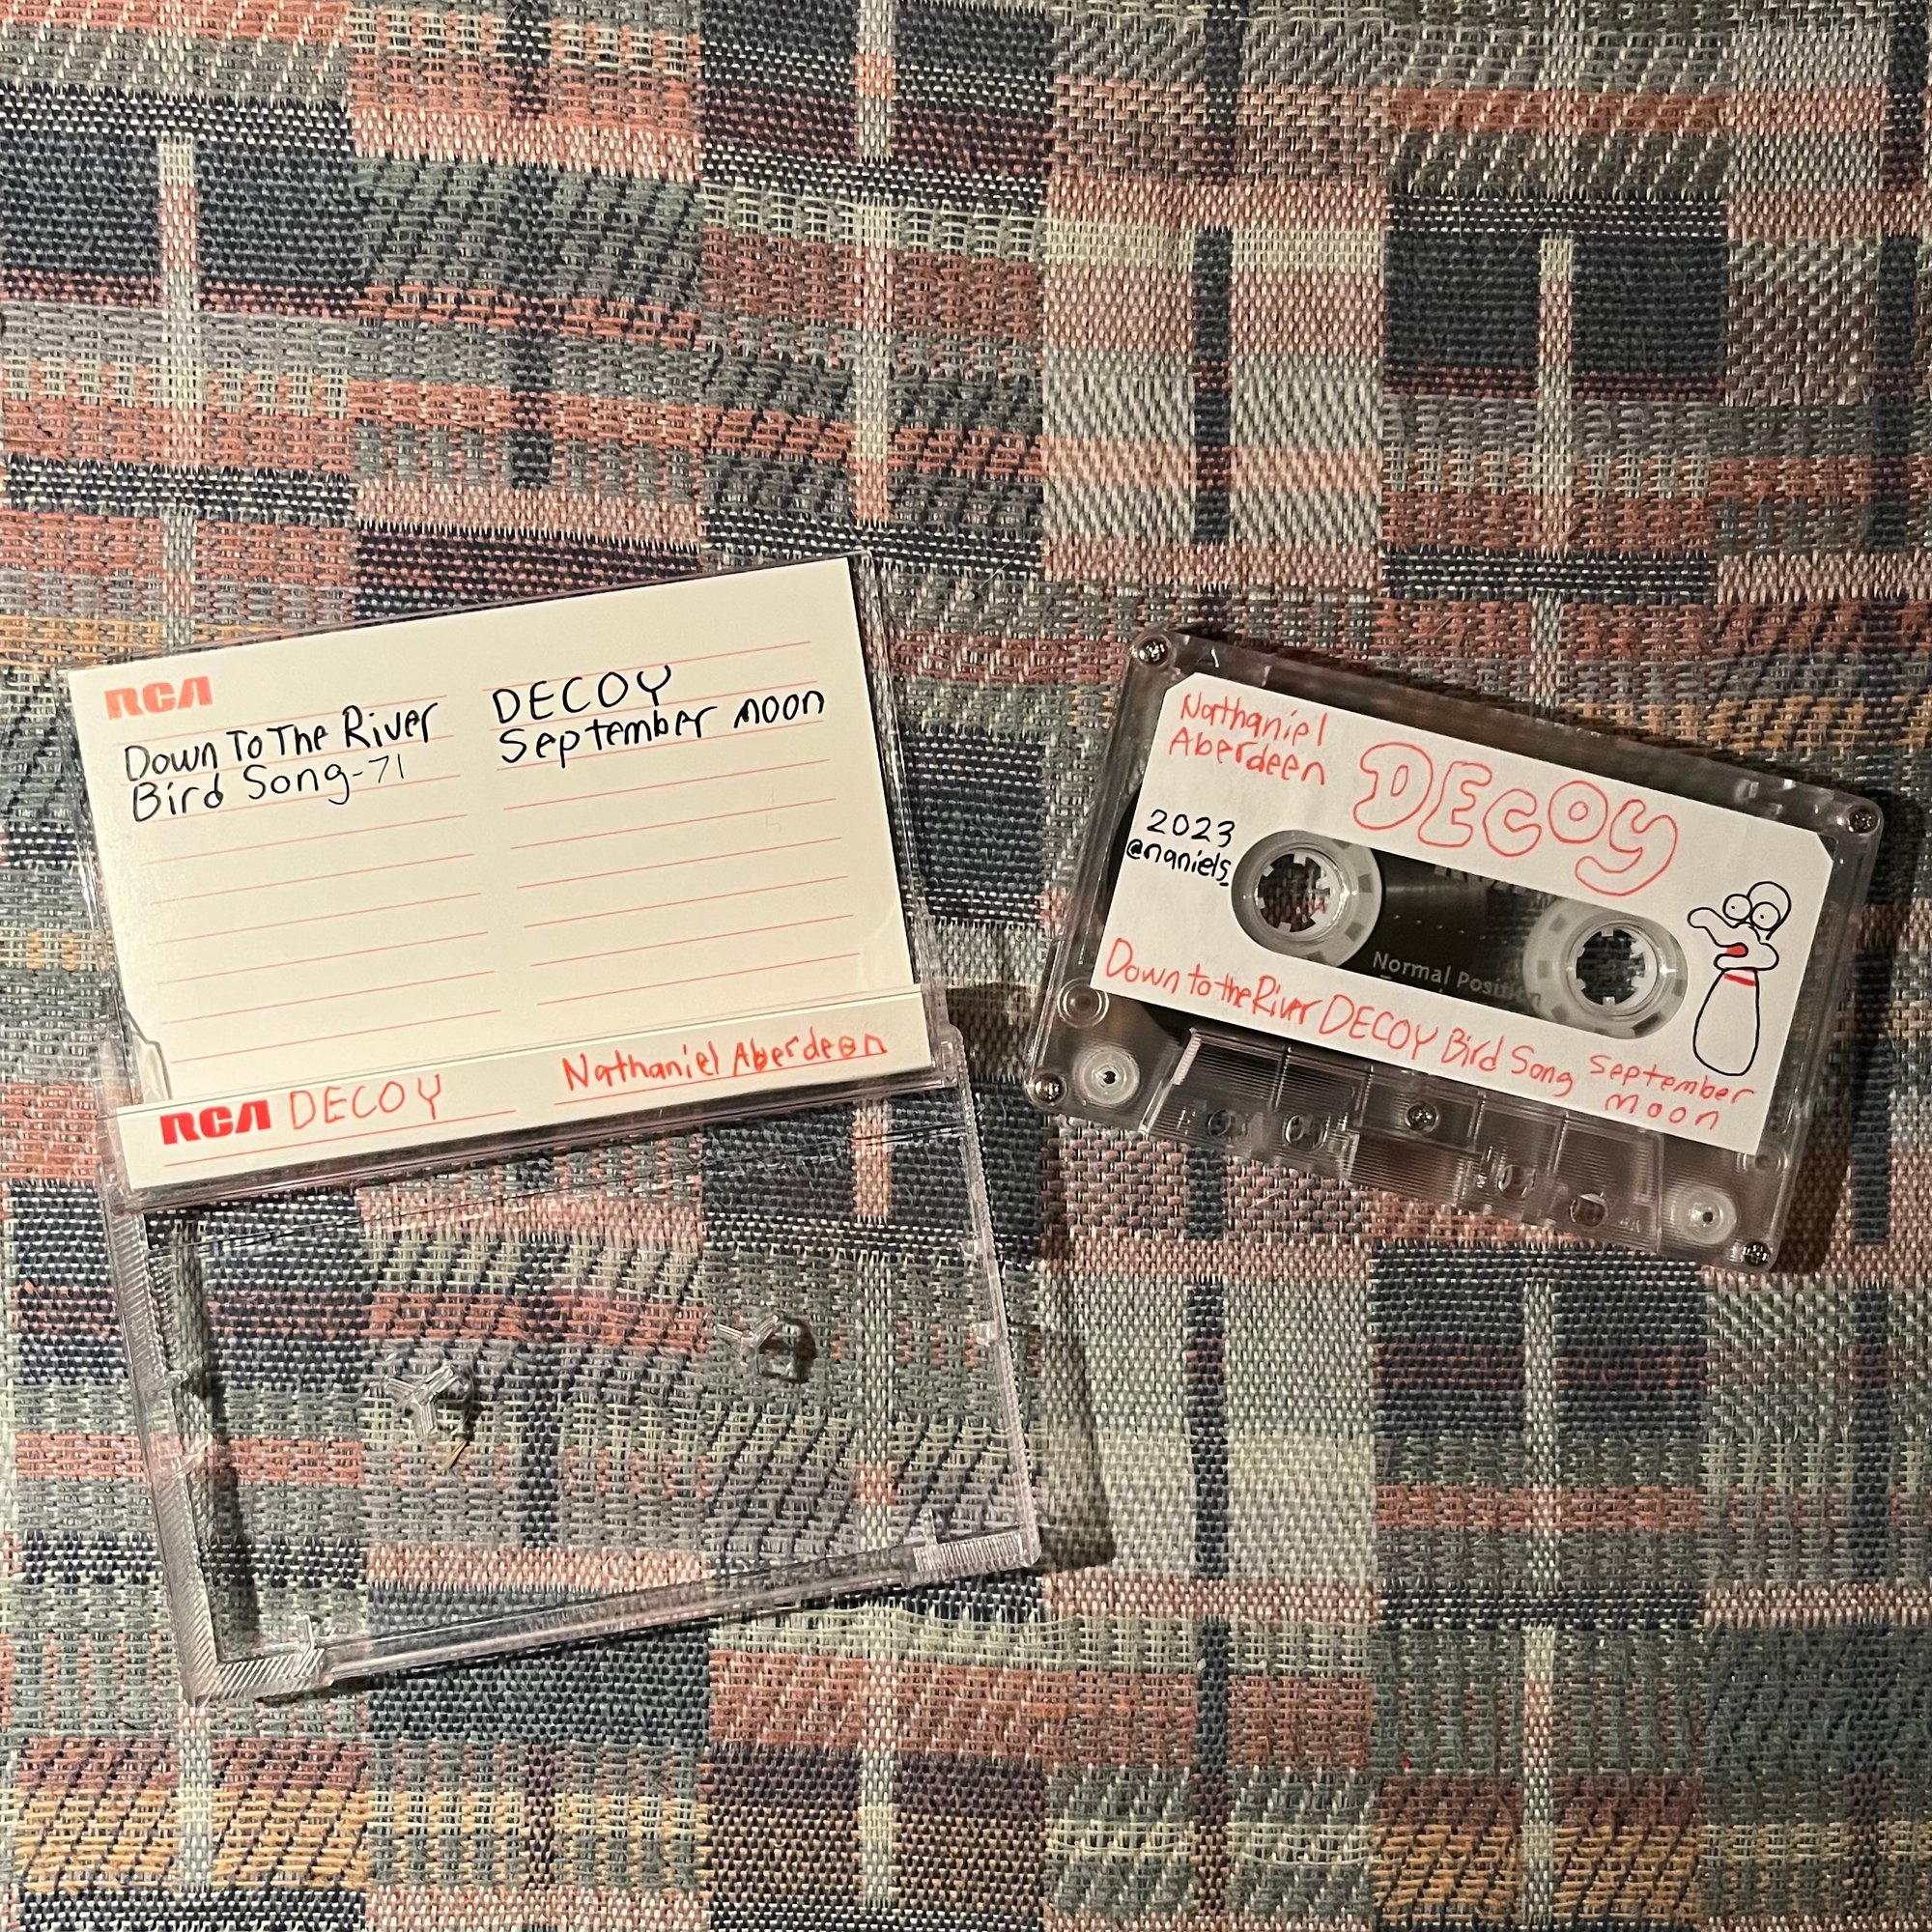 RCA
Down To The River
Bird Song-71
DECOY
September Moon
RCA DECOY
Nathaniel Aberdeen
Nathaniel
Aberdeen
DECOY
2023
@naniels_
Normal Position
Down to the River DECOY Bird Song September
Moon